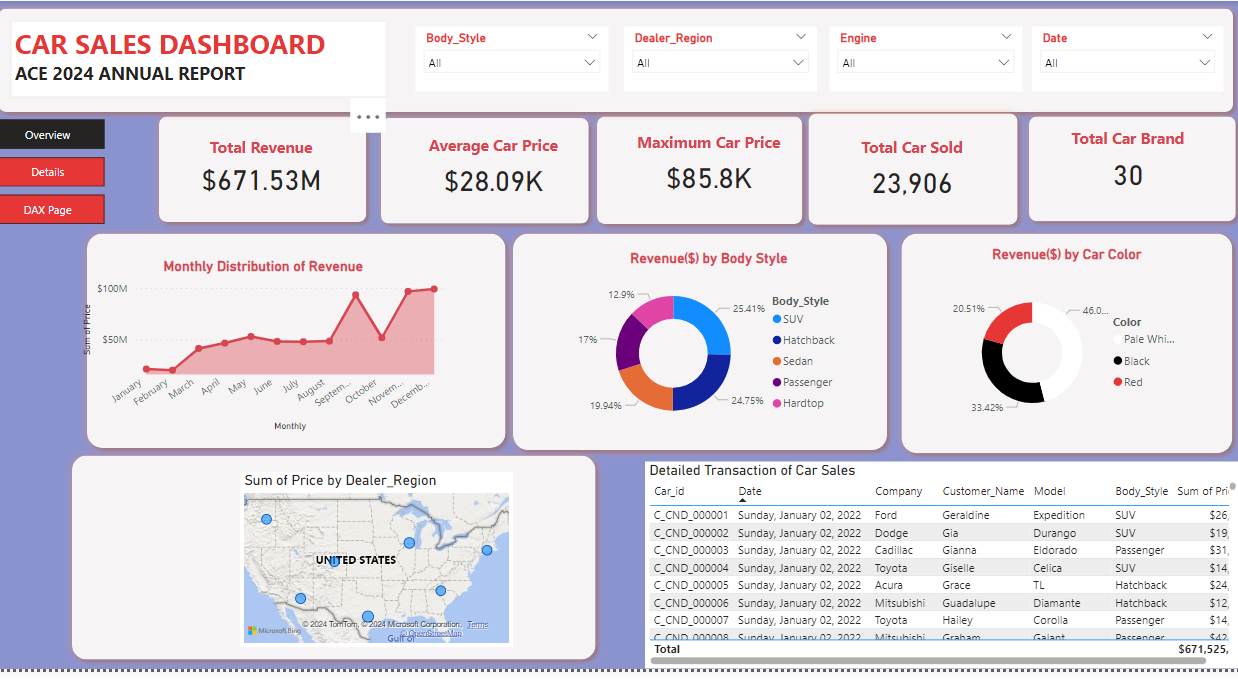 CAR SALES DASHBOARD
ACE 2024 ANNUAL REPORT
Body_Style
All
Dealer_Region
All
Engine
All
Date
All
Overview
Details
DAX Page
Total Revenue
$671.53M
Average Car Price
$28.09K
Maximum Car Price
$85.8K
Total Car Sold
23,906
Total Car Brand
30
Monthly Distribution of Revenue
Sum of Price
$100M
$50M
January
February
March
April
May
June
July
August
Septem...
October
Novem...
Decemb...
Monthly
Revenue($) by Body Style
12.9%
25.41%
17%
19.94%
24.75%
Body_Style
SUV
Hatchback
Sedan
Passenger
Hardtop
Revenue($) by Car Color
20.51%
46.0...
33.42%
Color
Pale Whi...
Black
Red
Sum of Price by Dealer_Region
UNITED STATES
Gulf of
Microsoft Bing
© 2024 TomTom, © 2024 Microsoft Corporation, Terms
© OpenStreetMap
Detailed Transaction of Car Sales
Car_id Date Company Customer_Name Model Body_Style Sum of Pri
C_CND_000001 Sunday, January 02, 2022 Ford Geraldine Expedition SUV $26,
C_CND_000002 Sunday, January 02, 2022 Dodge Gia Durango SUV $19,
C_CND_000003 Sunday, January 02, 2022 Cadillac Gianna Eldorado Passenger $31,
C_CND_000004 Sunday, January 02, 2022 Toyota Giselle Celica SUV $14,
C_CND_000005 Sunday, January 02, 2022 Acura Grace TL Hatchback $24,
C_CND_000006 Sunday, January 02, 2022 Mitsubishi Guadalupe Diamante Hatchback $12,
C_CND_000007 Sunday, January 02, 2022 Toyota Hailey Corolla Passenger $14,
C_CND_000008 Sunday, January 02, 2022 Mitsubishi Graham Galant Passenger $42,
Total $671,525,